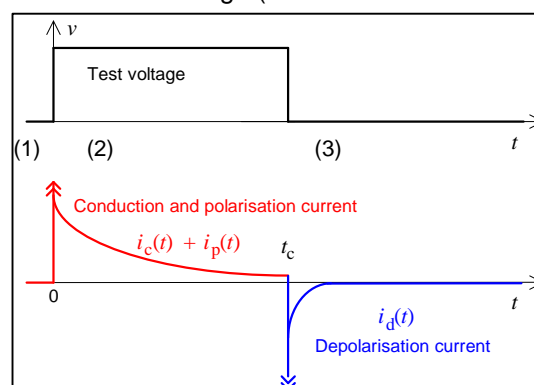 v
Test voltage
(1) (2) (3) t
Conduction and polarisation current
i_c(t) + i_p(t) t_c
0 t
i_d(t)
Depolarisation current